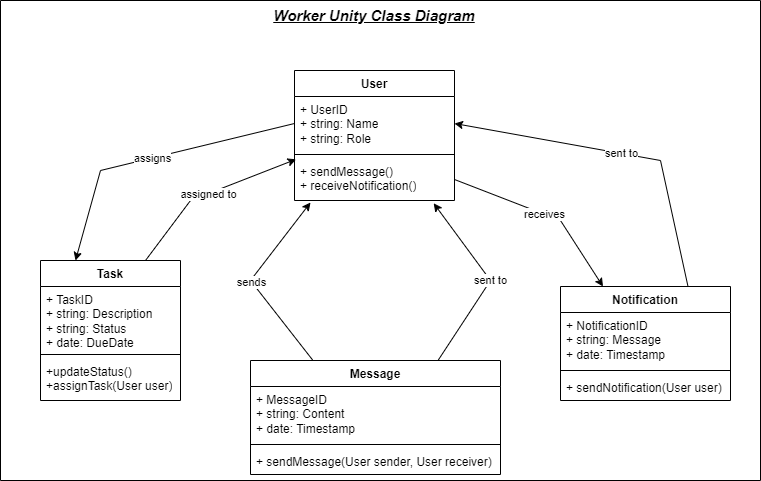 Worker Unity Class Diagram
User
+ UserID
+ string: Name
+ string: Role
+ sendMessage()
+ receiveNotification()
assigns
assigned to
sent to
receives
sends
sent to
Task
+ TaskID
+ string: Description
+ string: Status
+ date: DueDate
+updateStatus()
+assignTask(User user)
Notification
+ NotificationID
+ string: Message
+ date: Timestamp
+ sendNotification(User user)
Message
+ MessageID
+ string: Content
+ date: Timestamp
+ sendMessage(User sender, User receiver)